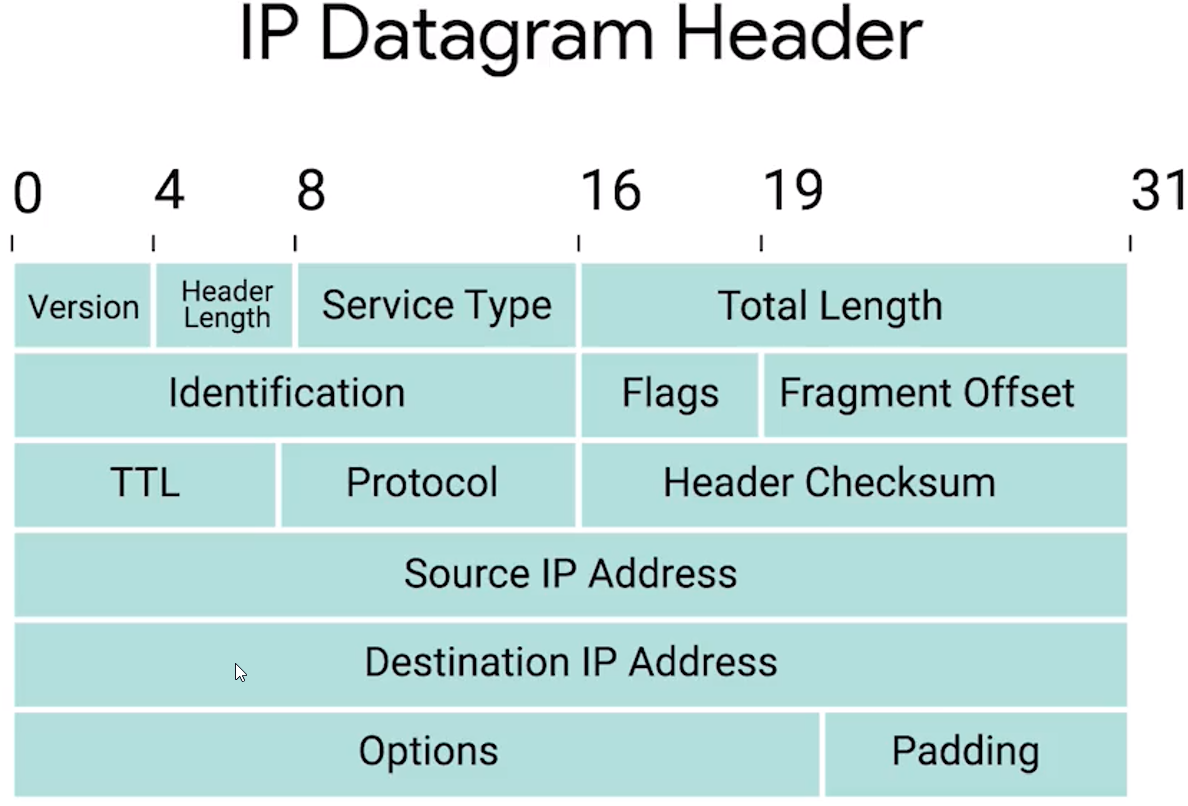 IP Datagram Header
0 4 8 16 19 31
Version Header Length Service Type Total Length
Identification Flags Fragment Offset
TTL Protocol Header Checksum
Source IP Address
Destination IP Address
Options Padding